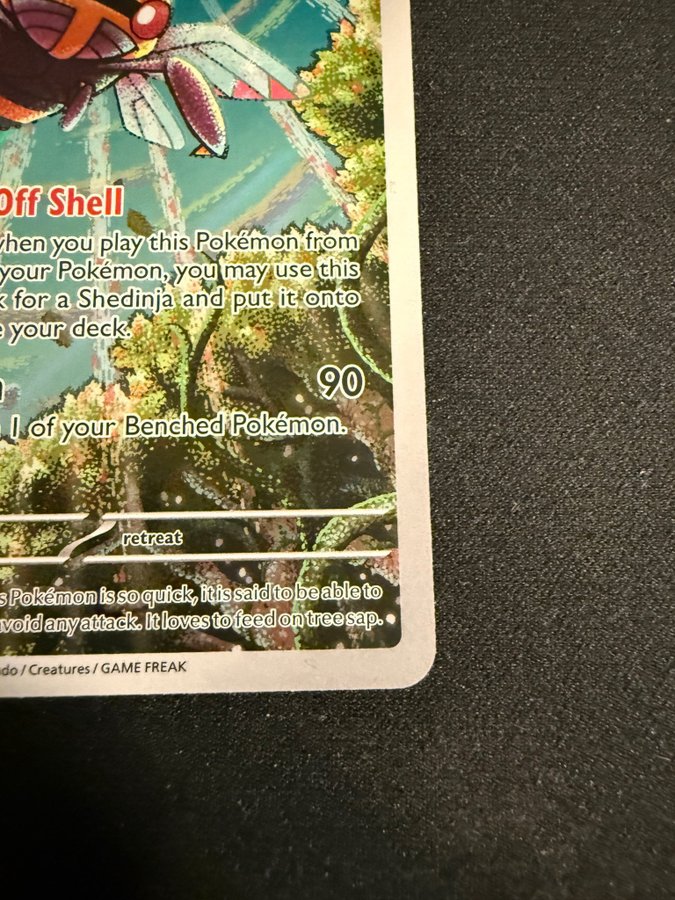 Off Shell
when you play this Pokémon from
your Pokémon, you may use this
for a Shedinja and put it onto
your deck.
90
1 of your Benched Pokémon.
retreat
Pokémon is so quick, it is said to be able to
avoid any attack. It loves to feed on tree sap.
do / Creatures / GAME FREAK